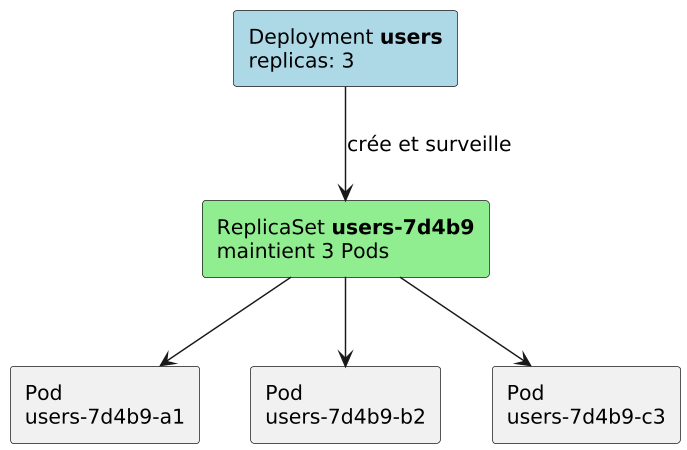 Deployment users
replicas: 3
crée et surveille
ReplicaSet users-7d4b9
maintient 3 Pods
Pod
users-7d4b9-a1
Pod
users-7d4b9-b2
Pod
users-7d4b9-c3